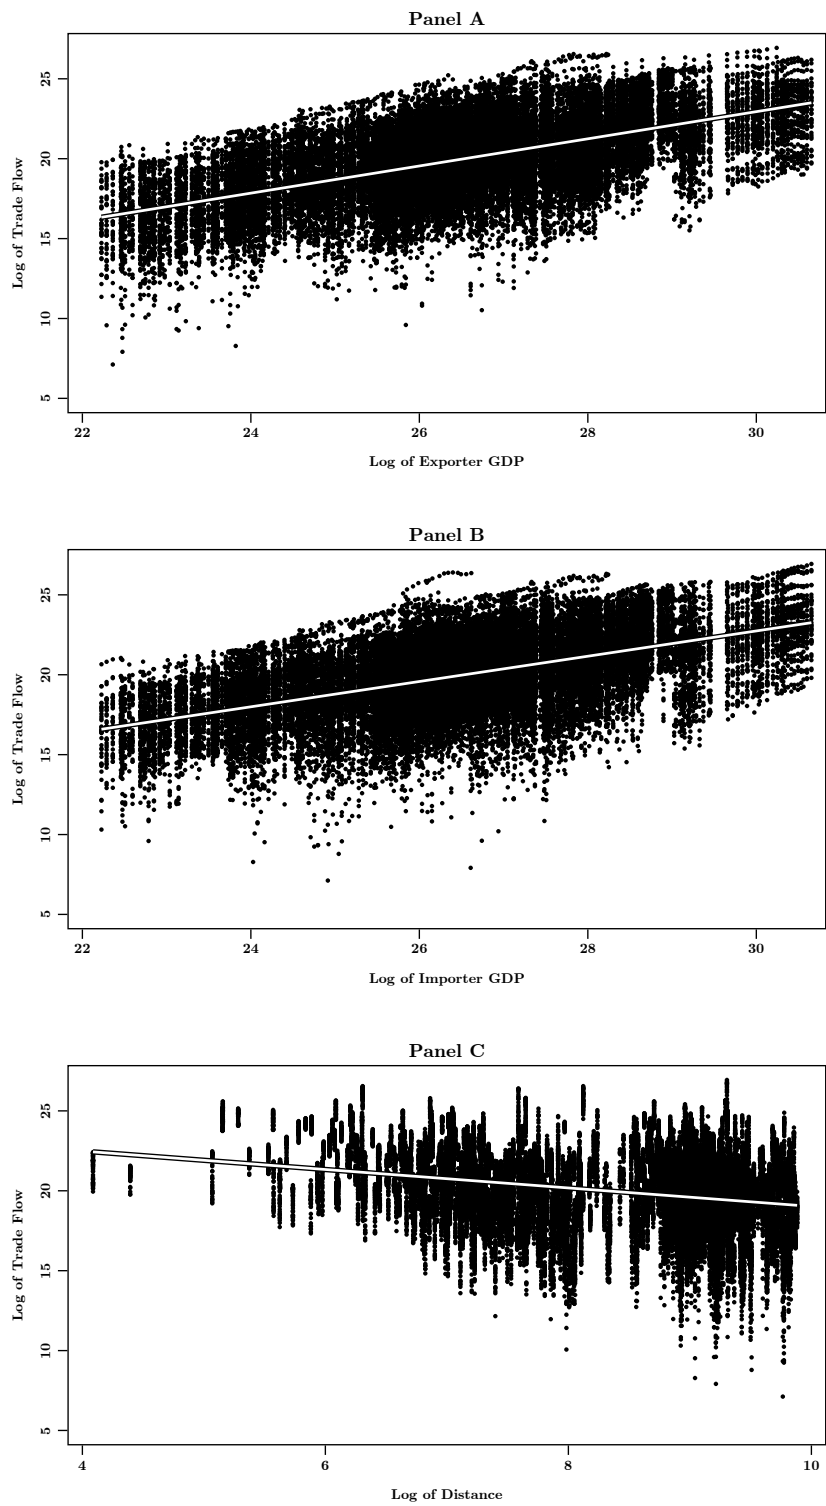 Panel A
25
20
15
10
5
Log of Trade Flow
22 24 26 28 30
Log of Exporter GDP
Panel B
25
20
15
10
5
Log of Trade Flow
22 24 26 28 30
Log of Importer GDP
Panel C
25
20
15
10
5
Log of Trade Flow
4 6 8 10
Log of Distance